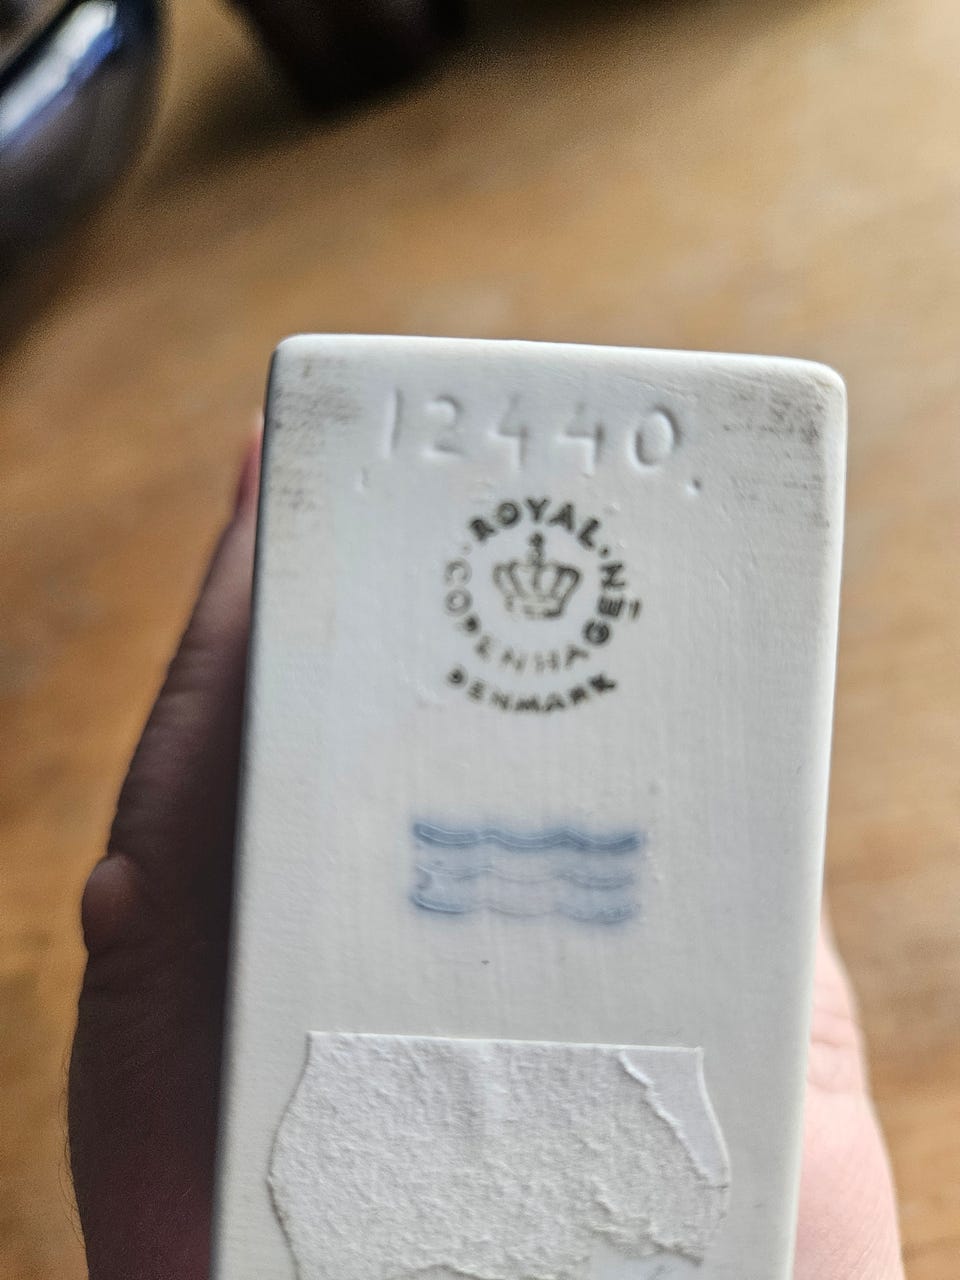 12440
ROYAL
COPENHAGEN
DENMARK